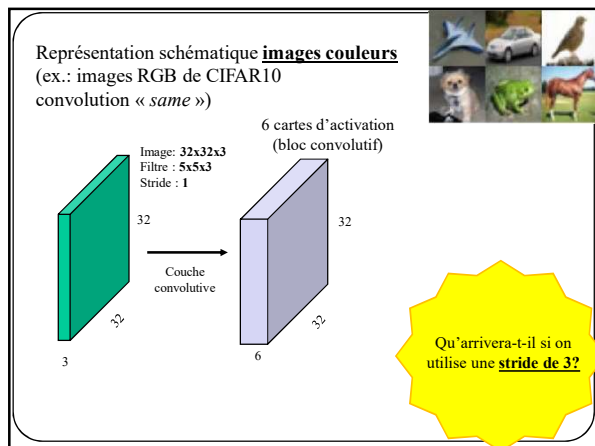 Représentation schématique images couleurs
(ex.: images RGB de CIFAR10
convolution « same »)
6 cartes d'activation
(bloc convolutif)
Image: 32x32x3
Filtre : 5x5x3
Stride : 1
32
32
Couche
convolutive
32
32
3
6
Qu'arrivera-t-il si on
utilise une stride de 3?